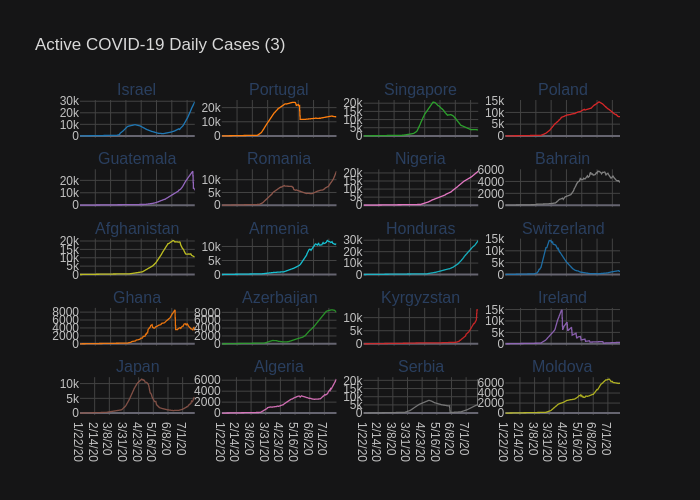 Active COVID-19 Daily Cases (3)
Israel Portugal Singapore Poland
30k 20k 10k 0 20k 10k 0 20k 15k 10k 5k 0 15k 10k 5k 0
Guatemala Romania Nigeria Bahrain
20k 10k 0 10k 5k 0 20k 15k 10k 5k 0 6000 4000 2000 0
Afghanistan Armenia Honduras Switzerland
20k 15k 10k 5k 0 10k 5k 0 30k 20k 10k 0 15k 10k 5k 0
Ghana Azerbaijan Kyrgyzstan Ireland
8000 6000 4000 2000 0 8000 6000 4000 2000 0 10k 5k 0 15k 10k 5k 0
Japan Algeria Serbia Moldova
10k 5k 0 6000 4000 2000 0 20k 15k 10k 5k 0 6000 4000 2000 0
1/22/20 2/14/20 3/8/20 3/31/20 4/23/20 5/16/20 6/8/20 7/1/20 1/22/20 2/14/20 3/8/20 3/31/20 4/23/20 5/16/20 6/8/20 7/1/20 1/22/20 2/14/20 3/8/20 3/31/20 4/23/20 5/16/20 6/8/20 7/1/20 1/22/20 2/14/20 3/8/20 3/31/20 4/23/20 5/16/20 6/8/20 7/1/20